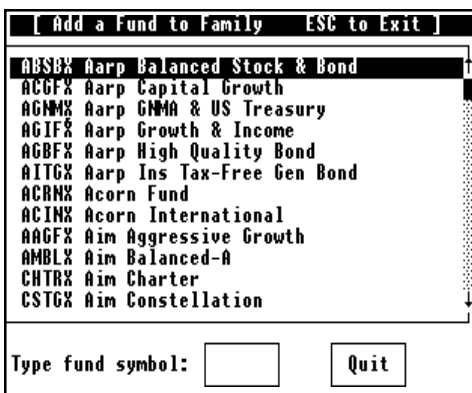 [ Add a Fund to Family ESC to Exit ]
ABSBX Aarp Balanced Stock & Bond
ACGFX Aarp Capital Growth
AGNMX Aarp GNMA & US Treasury
AGIFX Aarp Growth & Income
AGBFX Aarp High Quality Bond
AITGX Aarp Ins Tax-Free Gen Bond
ACRNX Acorn Fund
ACINX Acorn International
AAGFX Aim Aggressive Growth
AMBLX Aim Balanced-A
CHTRX Aim Charter
CSTGX Aim Constellation
Type fund symbol:
Quit